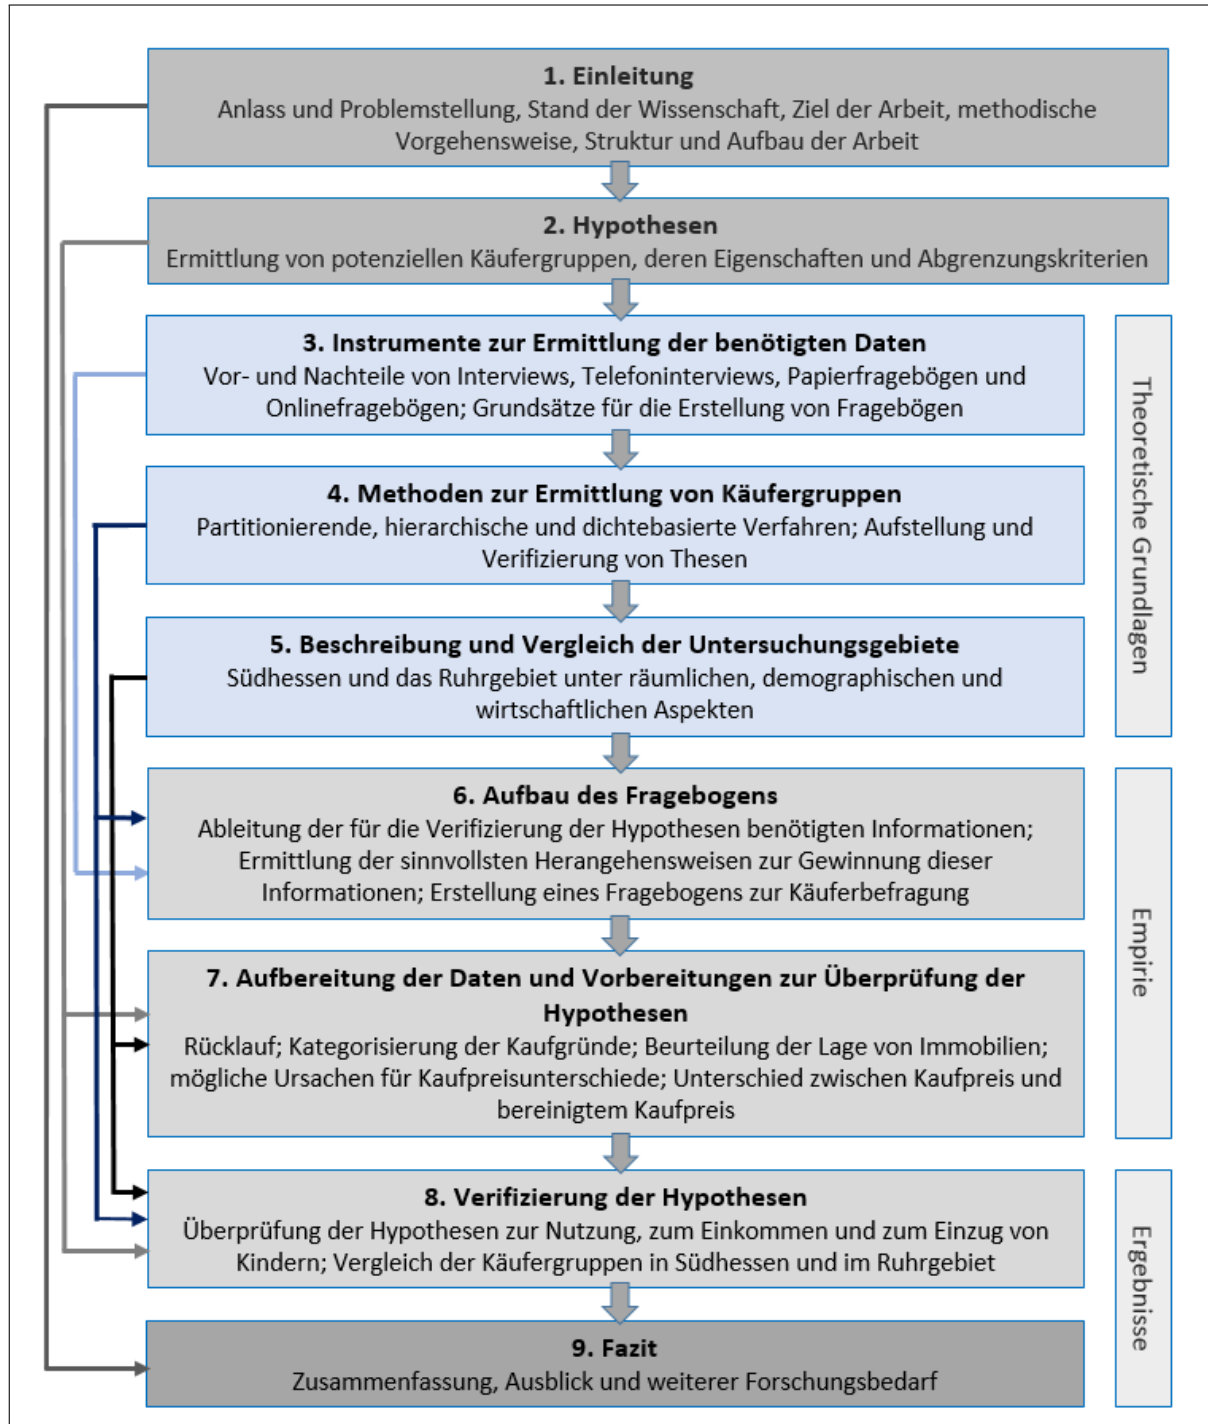 1. Einleitung
Anlass und Problemstellung, Stand der Wissenschaft, Ziel der Arbeit, methodische
Vorgehensweise, Struktur und Aufbau der Arbeit
2. Hypothesen
Ermittlung von potenziellen Käufergruppen, deren Eigenschaften und Abgrenzungskriterien
3. Instrumente zur Ermittlung der benötigten Daten
Vor- und Nachteile von Interviews, Telefoninterviews, Papierfragebögen und
Onlinefragebögen; Grundsätze für die Erstellung von Fragebögen
4. Methoden zur Ermittlung von Käufergruppen
Partitionierende, hierarchische und dichtebasierte Verfahren; Aufstellung und
Verifizierung von Thesen
5. Beschreibung und Vergleich der Untersuchungsgebiete
Südhessen und das Ruhrgebiet unter räumlichen, demographischen und
wirtschaftlichen Aspekten
Theoretische Grundlagen
6. Aufbau des Fragebogens
Ableitung der für die Verifizierung der Hypothesen benötigten Informationen;
Ermittlung der sinnvollsten Herangehensweisen zur Gewinnung dieser
Informationen; Erstellung eines Fragebogens zur Käuferbefragung
7. Aufbereitung der Daten und Vorbereitungen zur Überprüfung der
Hypothesen
Rücklauf; Kategorisierung der Kaufgründe; Beurteilung der Lage von Immobilien;
mögliche Ursachen für Kaufpreisunterschiede; Unterschied zwischen Kaufpreis und
bereinigtem Kaufpreis
Empirie
8. Verifizierung der Hypothesen
Überprüfung der Hypothesen zur Nutzung, zum Einkommen und zum Einzug von
Kindern; Vergleich der Käufergruppen in Südhessen und im Ruhrgebiet
Ergebnisse
9. Fazit
Zusammenfassung, Ausblick und weiterer Forschungsbedarf